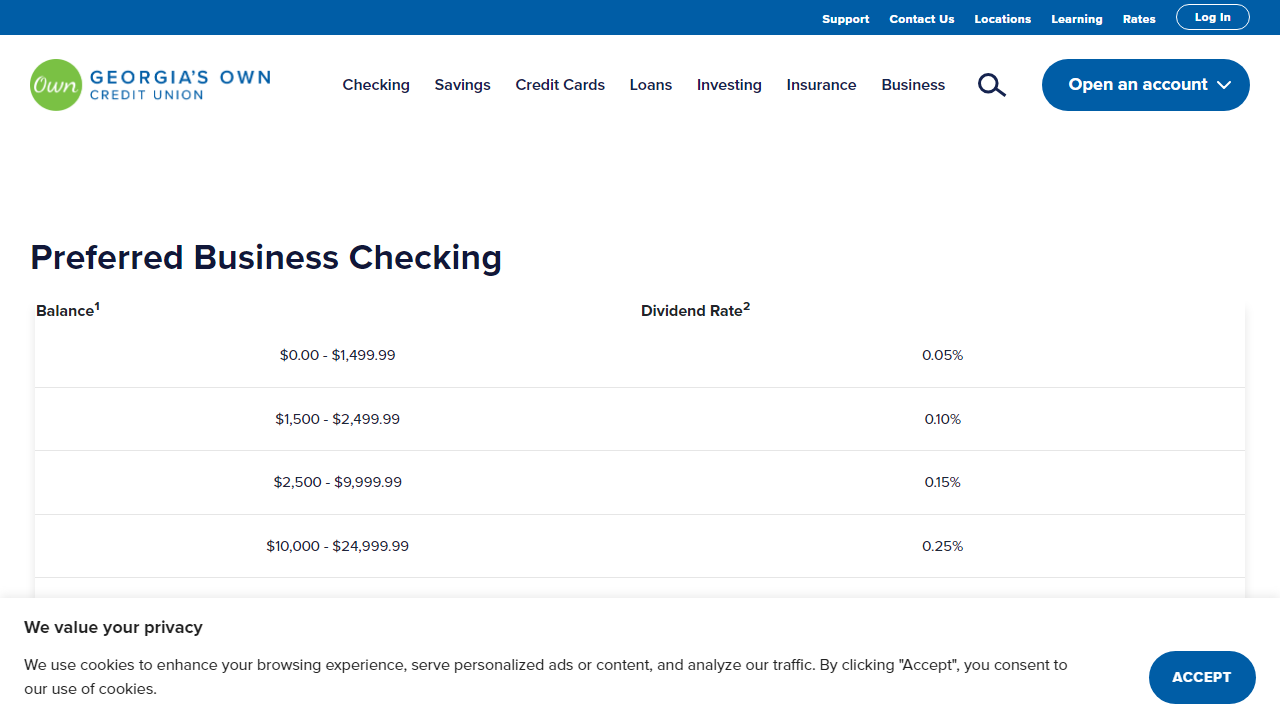 Support Contact Us Locations Learning Rates Log In
Own GEORGIA'S OWN
CREDIT UNION
Checking Savings Credit Cards Loans Investing Insurance Business Open an account
Preferred Business Checking
Balance1 Dividend Rate2
$0.00 - $1,499.99 0.05%
$1,500 - $2,499.99 0.10%
$2,500 - $9,999.99 0.15%
$10,000 - $24,999.99 0.25%
We value your privacy
We use cookies to enhance your browsing experience, serve personalized ads or content, and analyze our traffic. By clicking "Accept", you consent to
our use of cookies.
ACCEPT